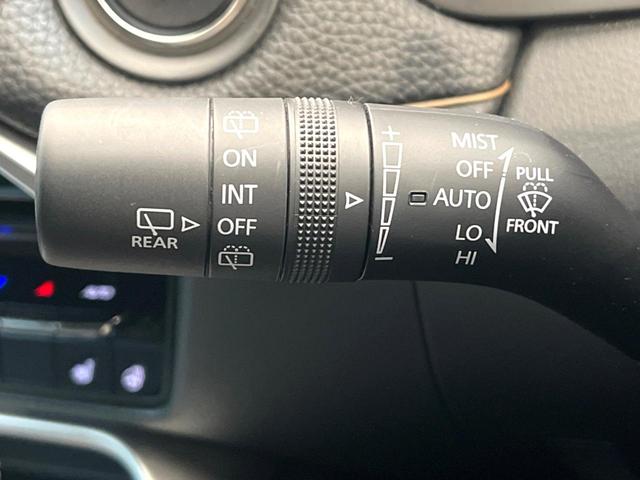 ON
INT
OFF
REAR
+
−
MIST
OFF
AUTO
LO
HI
PULL
FRONT